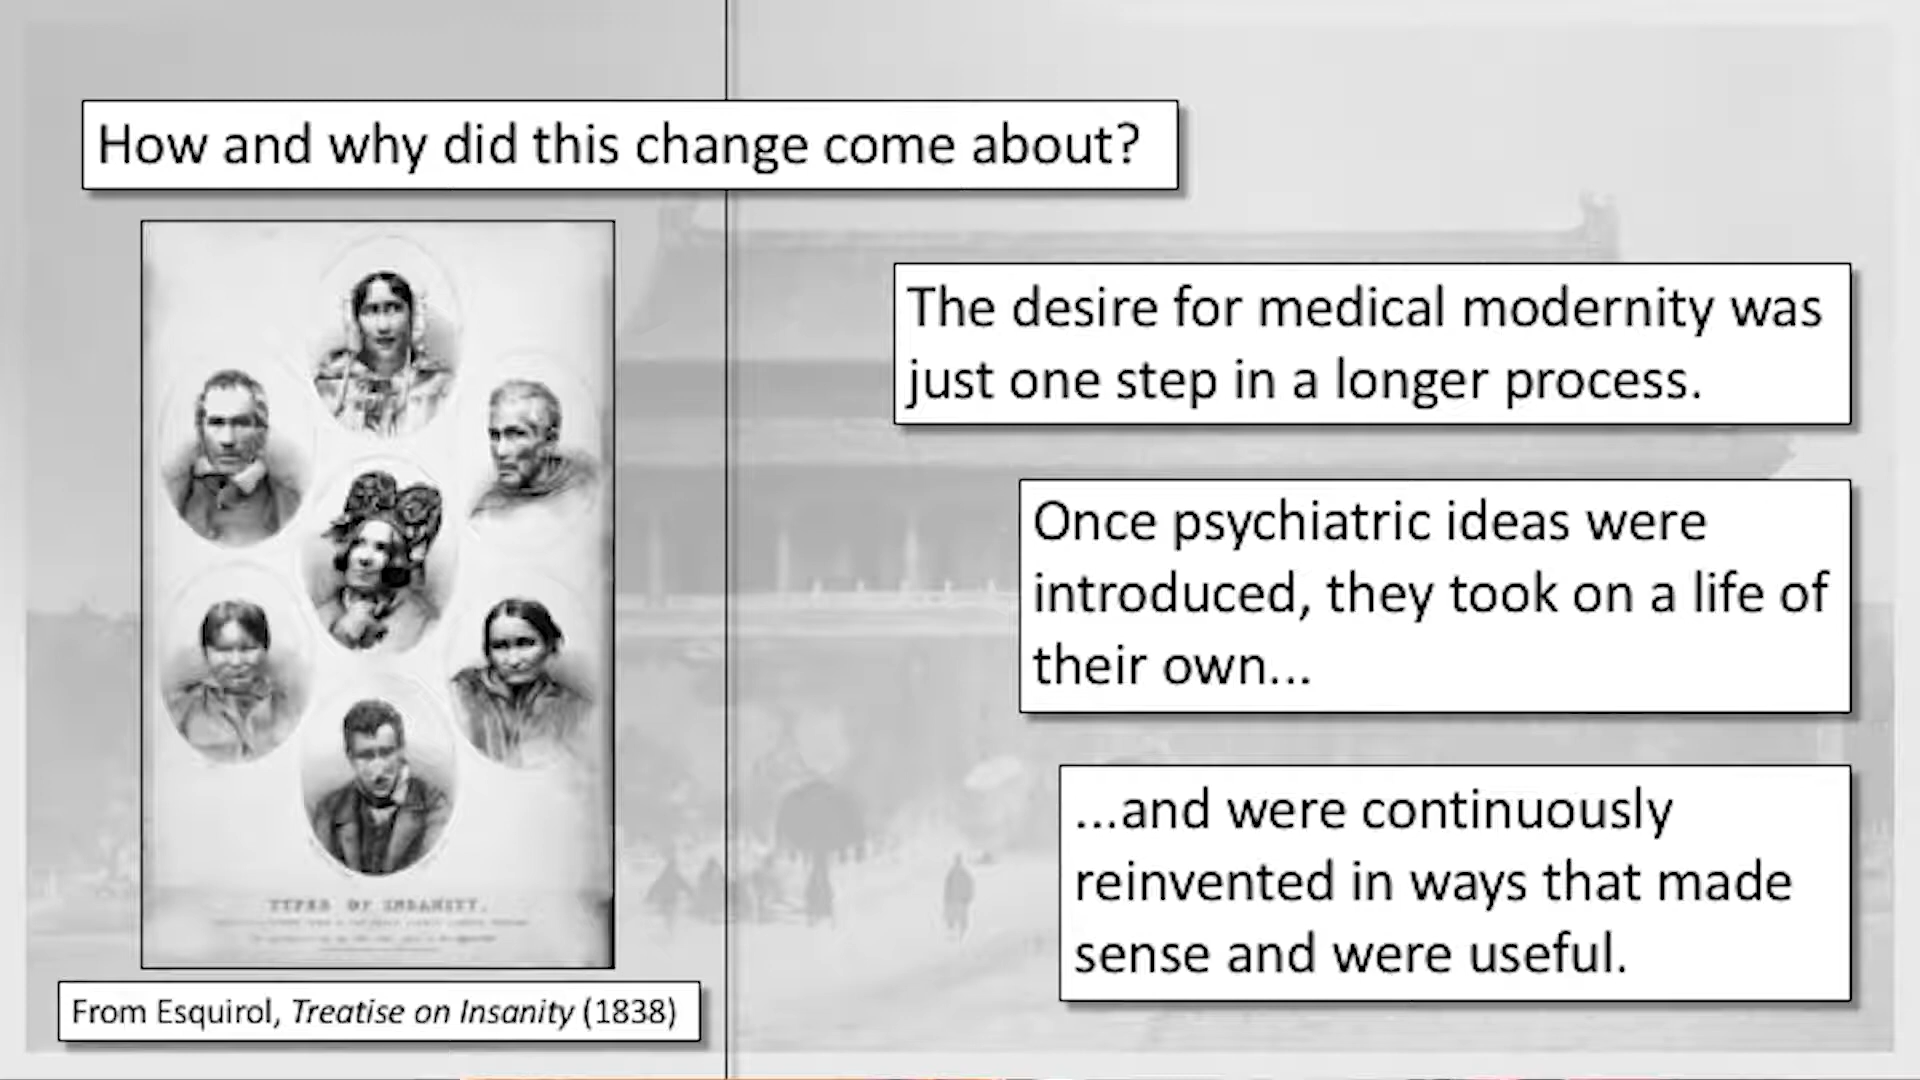 How and why did this change come about?
The desire for medical modernity was
just one step in a longer process.
Once psychiatric ideas were
introduced, they took on a life of
their own...
...and were continuously
reinvented in ways that made
sense and were useful.
TYPES OF INSANITY.
From Esquirol, Treatise on Insanity (1838)